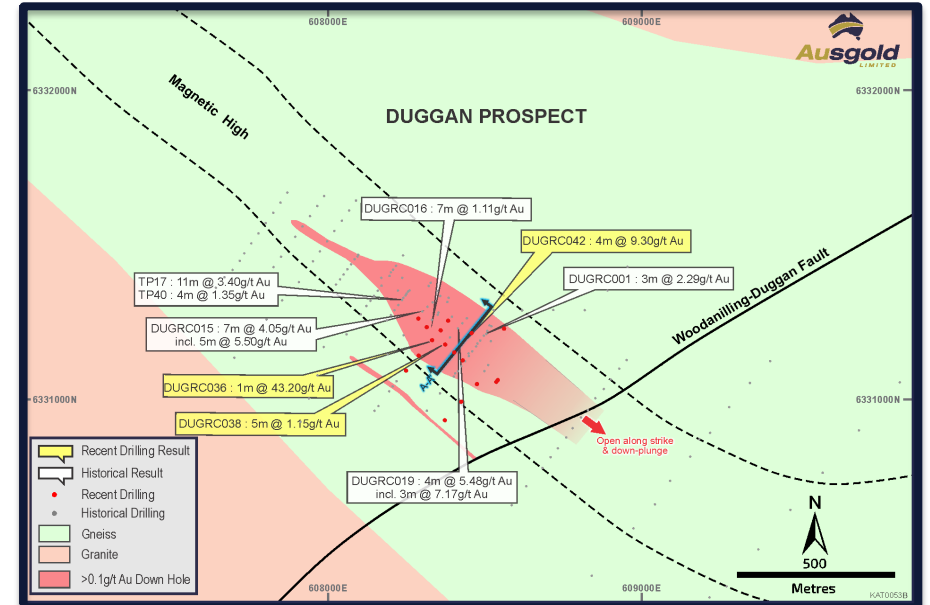 608000E
609000E
Ausgold
LIMITED
6332000N
6332000N
Magnetic High
DUGGAN PROSPECT
DUGRC016 : 7m @ 1.11g/t Au
DUGRC042 : 4m @ 9.30g/t Au
DUGRC001 : 3m @ 2.29g/t Au
Woodanilling-Duggan Fault
TP17 : 11m @ 3.40g/t Au
TP40 : 4m @ 1.35g/t Au
DUGRC015 : 7m @ 4.05g/t Au
incl. 5m @ 5.50g/t Au
DUGRC036 : 1m @ 43.20g/t Au
6331000N
6331000N
DUGRC038 : 5m @ 1.15g/t Au
Open along strike
& down-plunge
DUGRC019 : 4m @ 5.48g/t Au
incl. 3m @ 7.17g/t Au
Recent Drilling Result
Historical Result
Recent Drilling
Historical Drilling
Gneiss
Granite
>0.1g/t Au Down Hole
N
500
Metres
608000E
609000E
KAT0053B